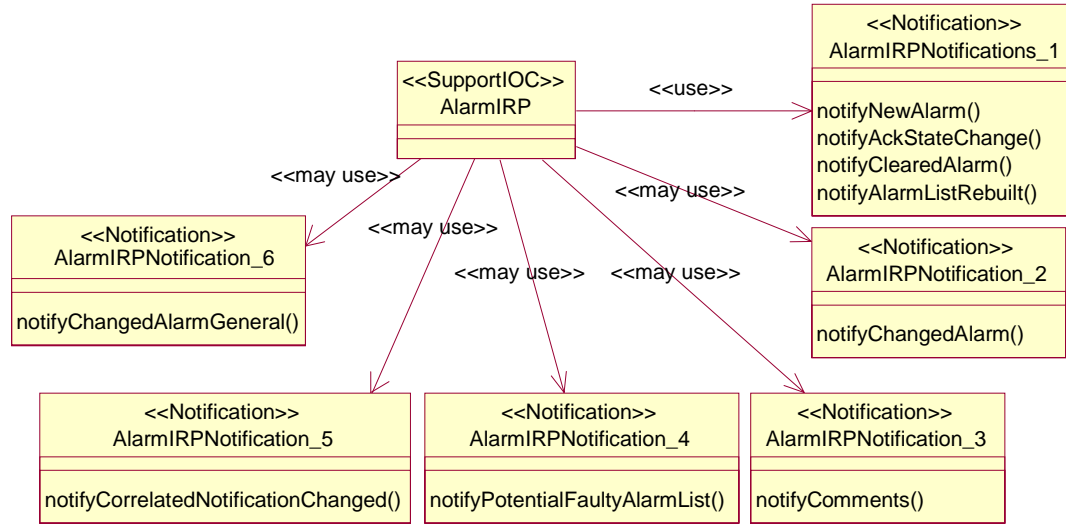 <<Notification>>
AlarmIRPNotifications_1
notifyNewAlarm()
notifyAckStateChange()
notifyClearedAlarm()
notifyAlarmListRebuilt()
<<SupportIOC>>
AlarmIRP
<<use>>
<<may use>>
<<may use>>
<<may use>>
<<may use>>
<<may use>>
<<Notification>>
AlarmIRPNotification_6
notifyChangedAlarmGeneral()
<<Notification>>
AlarmIRPNotification_2
notifyChangedAlarm()
<<Notification>>
AlarmIRPNotification_5
notifyCorrelatedNotificationChanged()
<<Notification>>
AlarmIRPNotification_4
notifyPotentialFaultyAlarmList()
<<Notification>>
AlarmIRPNotification_3
notifyComments()